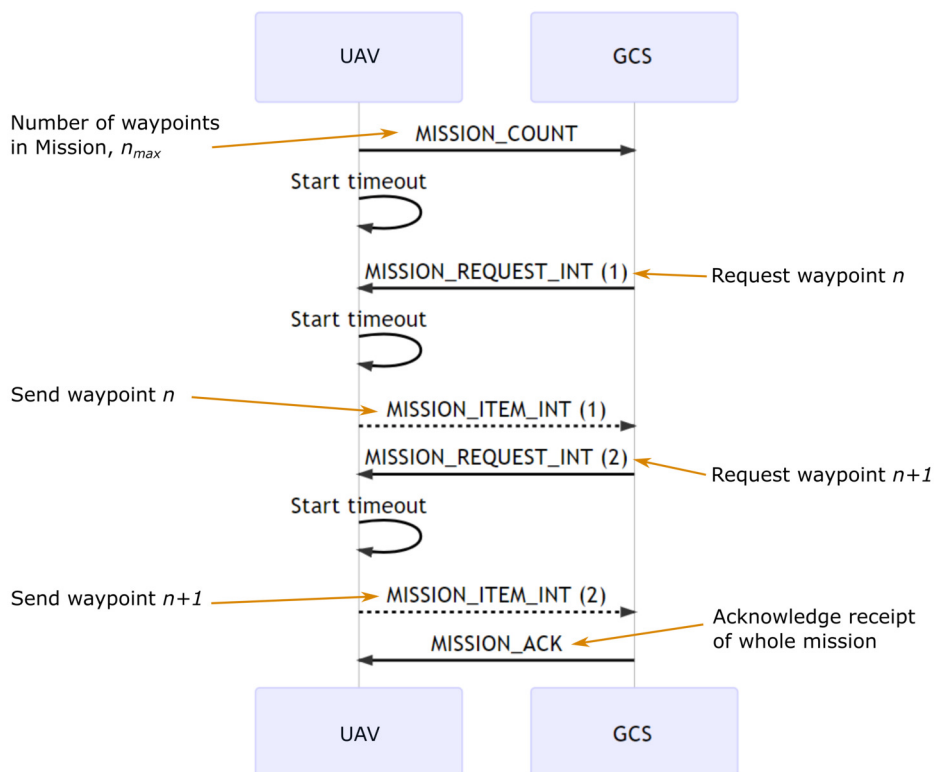 UAV
GCS
Number of waypoints
in Mission, nmax
MISSION_COUNT
Start timeout
MISSION_REQUEST_INT (1)
Request waypoint n
Start timeout
Send waypoint n
MISSION_ITEM_INT (1)
MISSION_REQUEST_INT (2)
Request waypoint n+1
Start timeout
Send waypoint n+1
MISSION_ITEM_INT (2)
Acknowledge receipt
of whole mission
MISSION_ACK
UAV
GCS